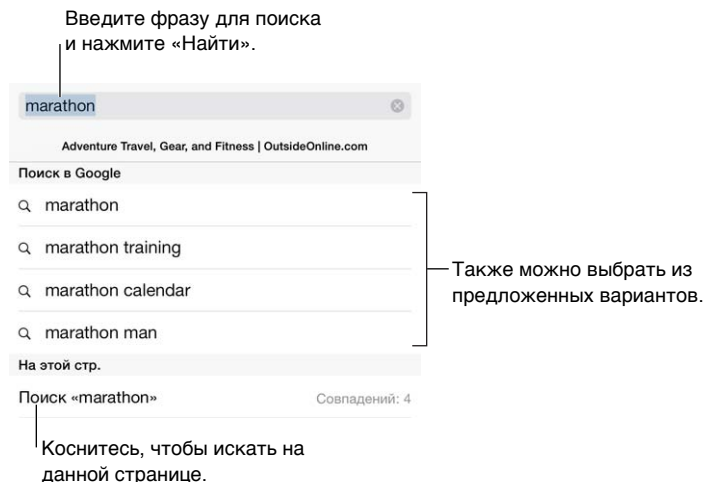 Введите фразу для поиска
и нажмите «Найти».
marathon
Adventure Travel, Gear, and Fitness | OutsideOnline.com
Поиск в Google
marathon
marathon training
marathon calendar
marathon man
Также можно выбрать из
предложенных вариантов.
На этой стр.
Поиск «marathon» Совпадений: 4
Коснитесь, чтобы искать на
данной странице.